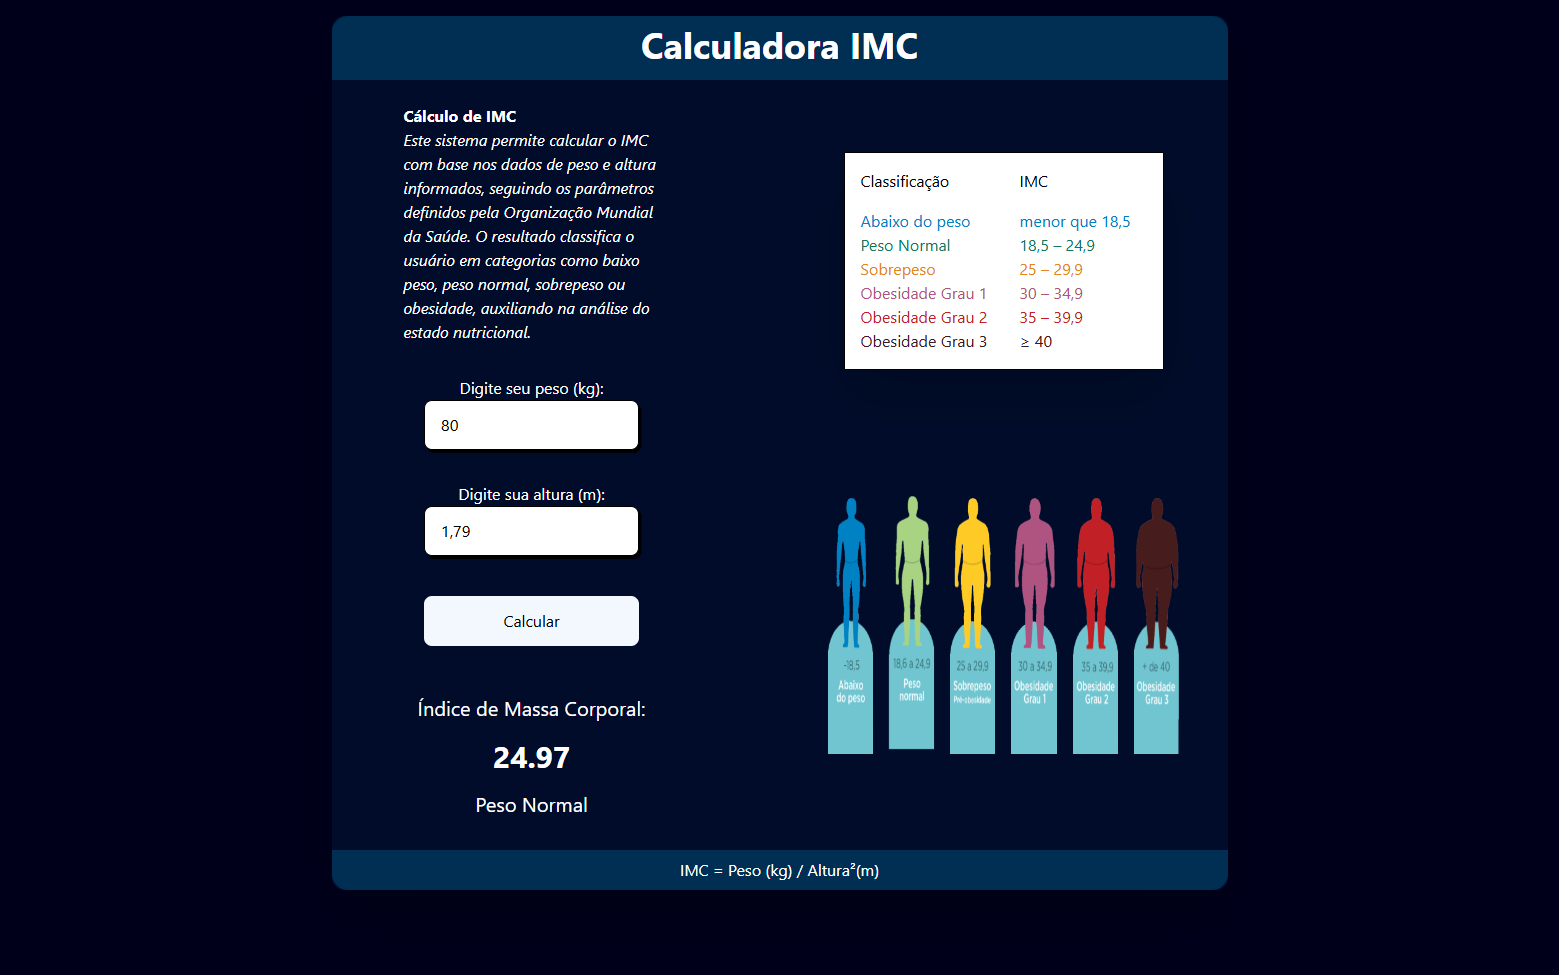 Calculadora IMC
Cálculo de IMC
Este sistema permite calcular o IMC
com base nos dados de peso e altura
informados, seguindo os parâmetros
definidos pela Organização Mundial
da Saúde. O resultado classifica o
usuário em categorias como baixo
peso, peso normal, sobrepeso ou
obesidade, auxiliando na análise do
estado nutricional.
Digite seu peso (kg):
80
Digite sua altura (m):
1,79
Calcular
Índice de Massa Corporal:
24.97
Peso Normal
Classificação IMC
Abaixo do peso menor que 18,5
Peso Normal 18,5 – 24,9
Sobrepeso 25 – 29,9
Obesidade Grau 1 30 – 34,9
Obesidade Grau 2 35 – 39,9
Obesidade Grau 3 ≥ 40
-18,5
Abaixo
do peso
18,6 a 24,9
Peso
normal
25 a 29,9
Sobrepeso
Pré-obesidade
30 a 34,9
Obesidade
Grau 1
35 a 39,9
Obesidade
Grau 2
+ de 40
Obesidade
Grau 3
IMC = Peso (kg) / Altura²(m)